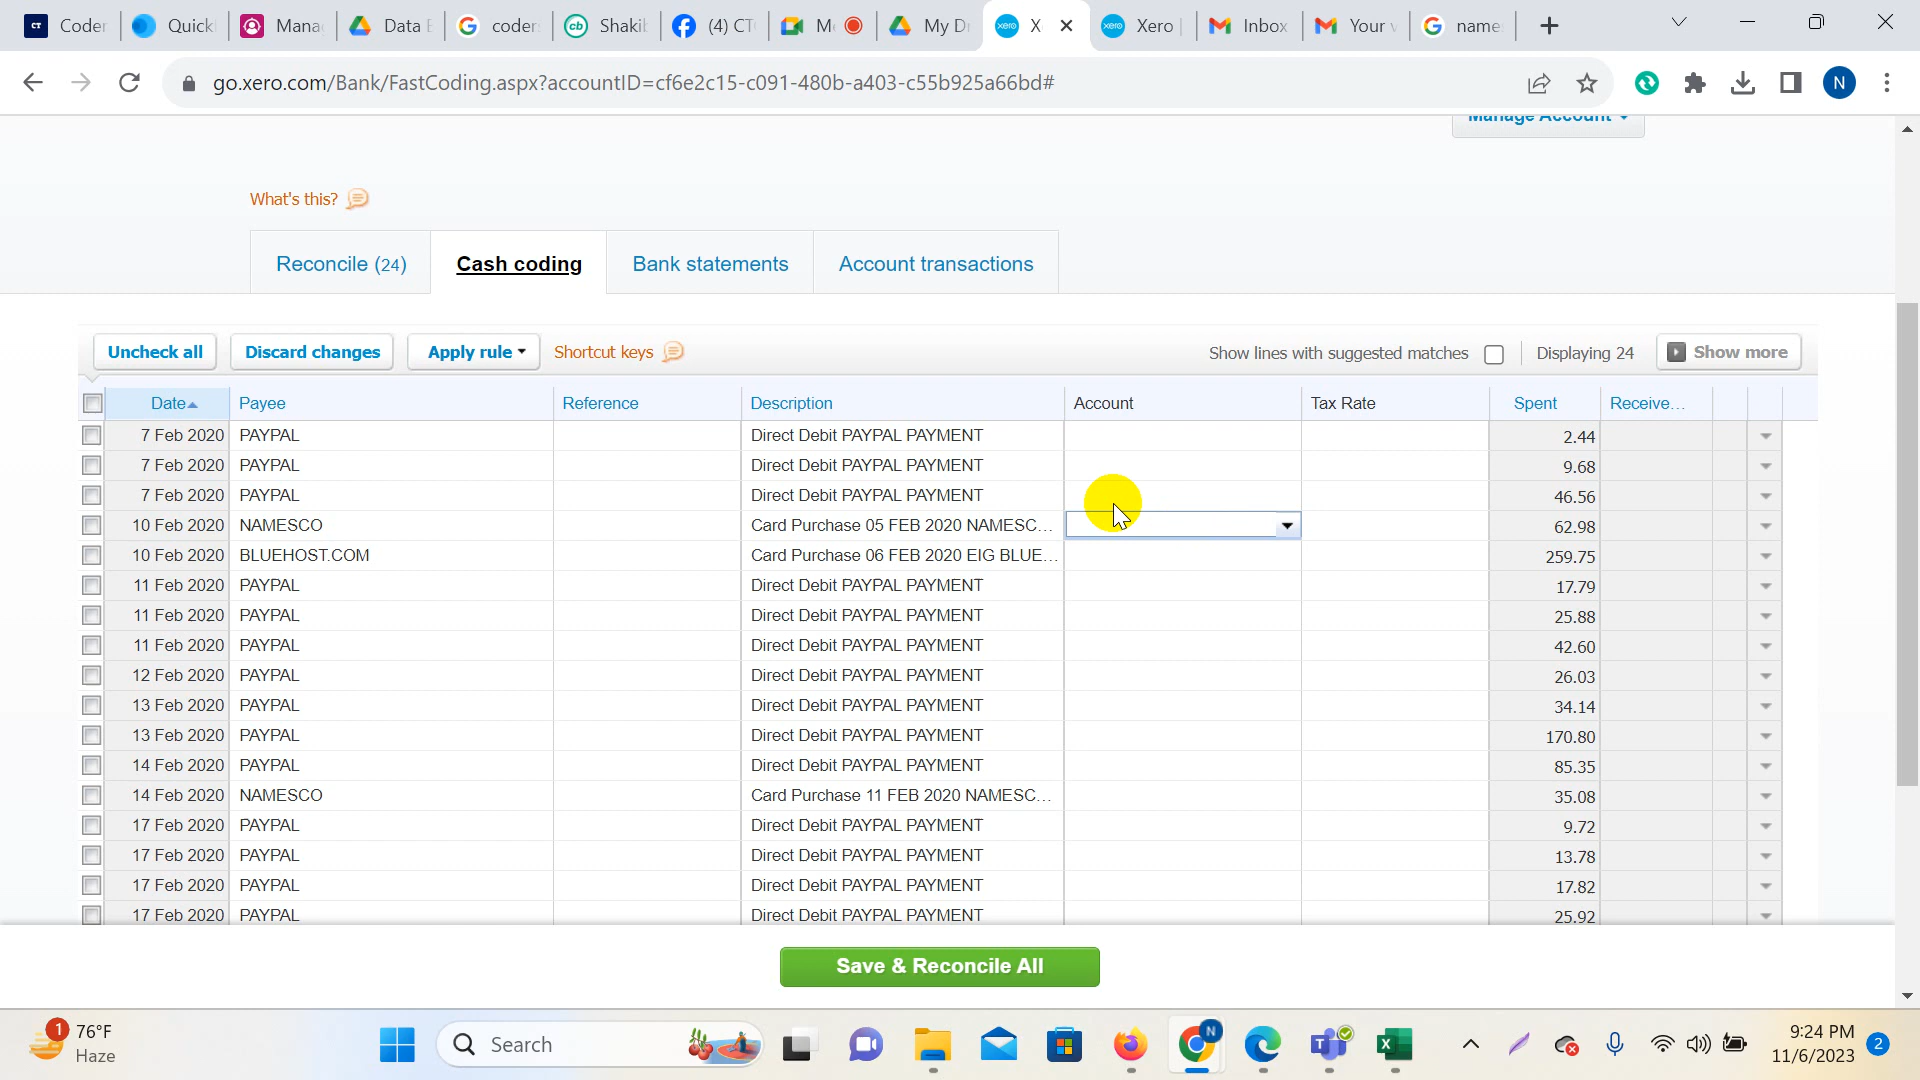 Coder Quickl Mana Data E coder Shakil (4) CT M My D X Xero Inbox Your v name
go.xero.com/Bank/FastCoding.aspx?accountID=cf6e2c15-c091-480b-a403-c55b925a66bd# N
Manage Account
What's this?
Reconcile (24) Cash coding Bank statements Account transactions
Uncheck all Discard changes Apply rule Shortcut keys Show lines with suggested matches Displaying 24 Show more
Date Payee Reference Description Account Tax Rate Spent Receive...
7 Feb 2020 PAYPAL Direct Debit PAYPAL PAYMENT 2.44
7 Feb 2020 PAYPAL Direct Debit PAYPAL PAYMENT 9.68
7 Feb 2020 PAYPAL Direct Debit PAYPAL PAYMENT 46.56
10 Feb 2020 NAMESCO Card Purchase 05 FEB 2020 NAMESC... 62.98
10 Feb 2020 BLUEHOST.COM Card Purchase 06 FEB 2020 EIG BLUE... 259.75
11 Feb 2020 PAYPAL Direct Debit PAYPAL PAYMENT 17.79
11 Feb 2020 PAYPAL Direct Debit PAYPAL PAYMENT 25.88
11 Feb 2020 PAYPAL Direct Debit PAYPAL PAYMENT 42.60
12 Feb 2020 PAYPAL Direct Debit PAYPAL PAYMENT 26.03
13 Feb 2020 PAYPAL Direct Debit PAYPAL PAYMENT 34.14
13 Feb 2020 PAYPAL Direct Debit PAYPAL PAYMENT 170.80
14 Feb 2020 PAYPAL Direct Debit PAYPAL PAYMENT 85.35
14 Feb 2020 NAMESCO Card Purchase 11 FEB 2020 NAMESC... 35.08
17 Feb 2020 PAYPAL Direct Debit PAYPAL PAYMENT 9.72
17 Feb 2020 PAYPAL Direct Debit PAYPAL PAYMENT 13.78
17 Feb 2020 PAYPAL Direct Debit PAYPAL PAYMENT 17.82
17 Feb 2020 PAYPAL Direct Debit PAYPAL PAYMENT 25.92
Save & Reconcile All
1 76°F Search N 9:24 PM
Haze 11/6/2023 2